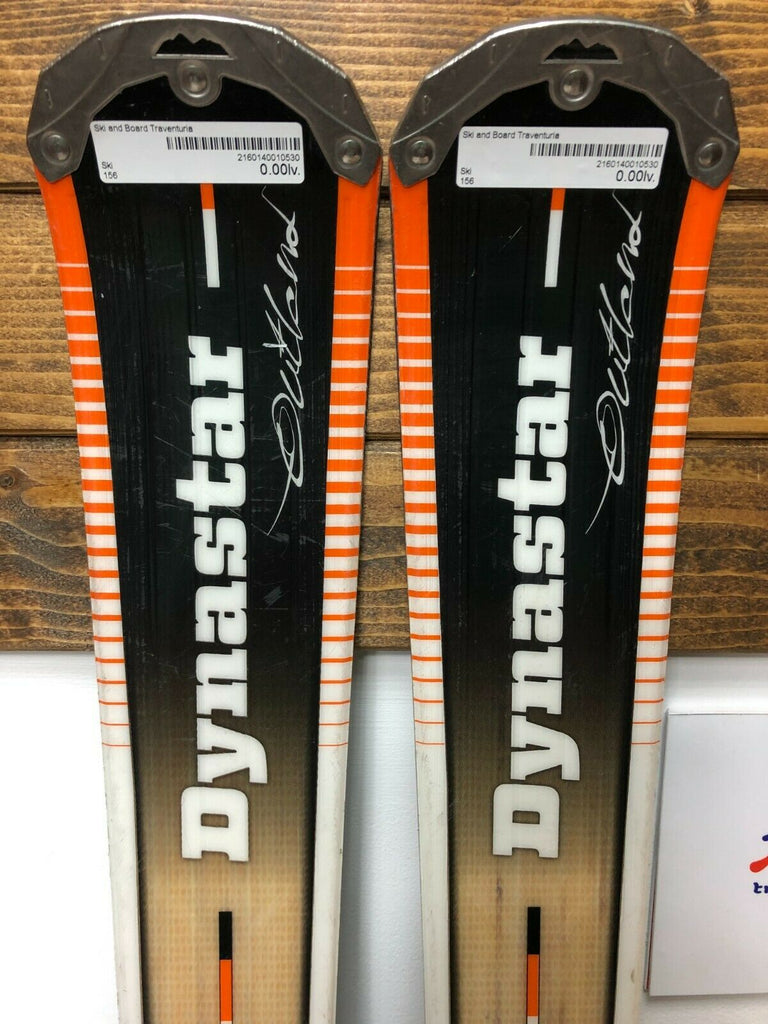 Ski and Board Traventuria
2160140010530
Ski
0.00lv.
156
Outland
Dynastar
Ski and Board Traventuria
2160140010530
Ski
0.00lv.
156
Outland
Dynastar